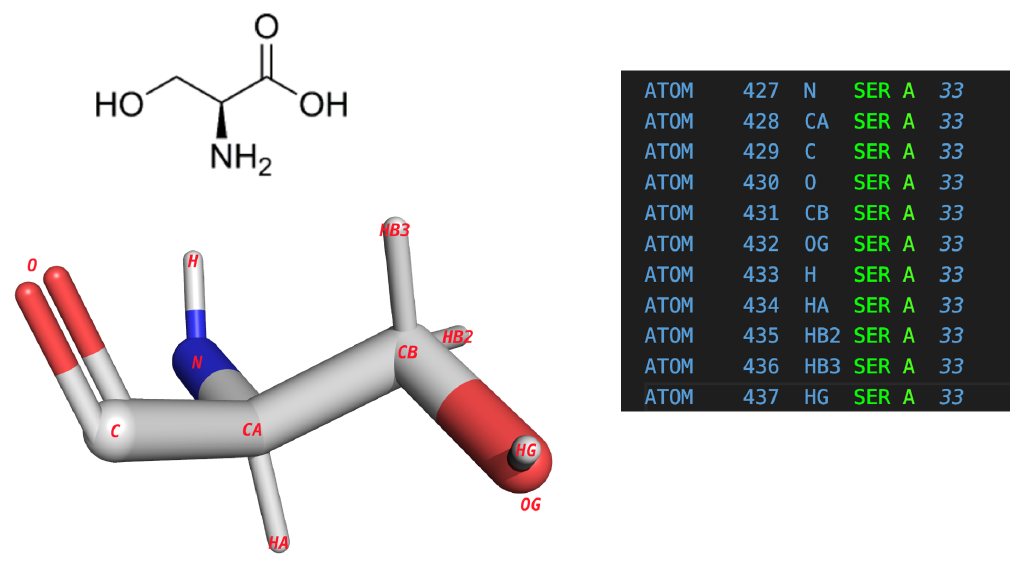 O
HO
OH
NH2
HB3
O
H
HB2
N
CB
C
CA
HG
OG
HA
ATOM 427 N SER A 33
ATOM 428 CA SER A 33
ATOM 429 C SER A 33
ATOM 430 O SER A 33
ATOM 431 CB SER A 33
ATOM 432 OG SER A 33
ATOM 433 H SER A 33
ATOM 434 HA SER A 33
ATOM 435 HB2 SER A 33
ATOM 436 HB3 SER A 33
ATOM 437 HG SER A 33